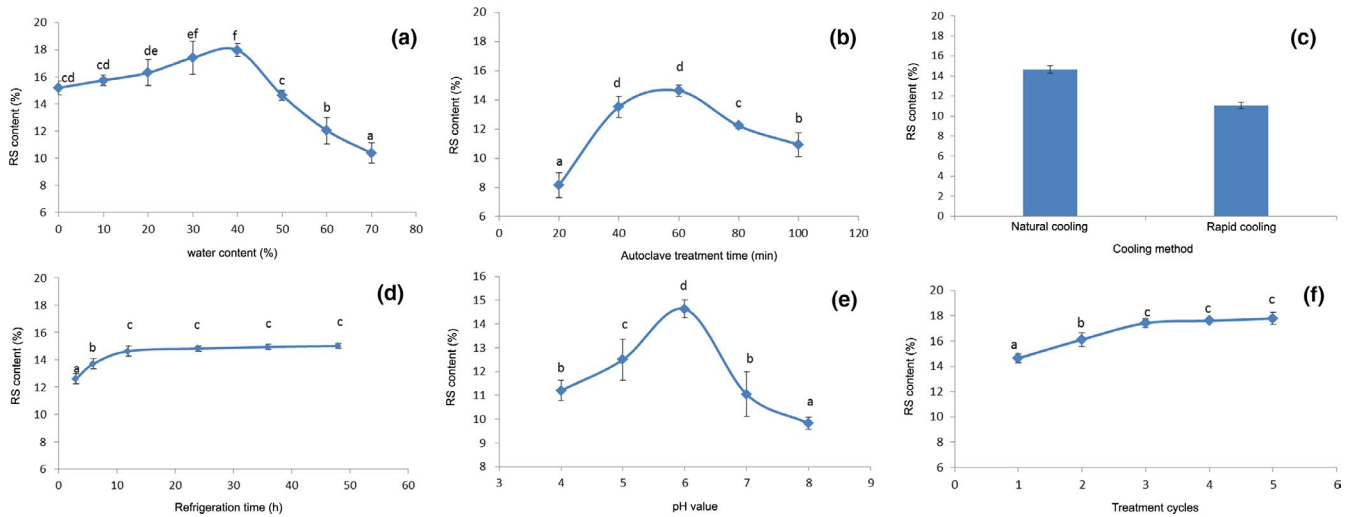 (a)
RS content (%)
20
18
16
14
12
10
8
6
cd
cd
de
ef
f
c
b
a
0 10 20 30 40 50 60 70 80
water content (%)
(b)
RS content (%)
20
18
16
14
12
10
8
6
a
d
d
c
b
0 20 40 60 80 100 120
Autoclave treatment time (min)
(c)
RS content (%)
20
18
16
14
12
10
8
6
4
2
0
Natural cooling Rapid cooling
Cooling method
(d)
RS content (%)
20
18
16
14
12
10
8
6
a
b
c
c
c
c
0 10 20 30 40 50 60
Refrigeration time (h)
(e)
RS content (%)
16
15
14
13
12
11
10
9
8
b
c
d
b
a
3 4 5 6 7 8 9
pH value
(f)
RS content (%)
20
18
16
14
12
10
8
6
a
b
c
c
c
0 1 2 3 4 5 6
Treatment cycles